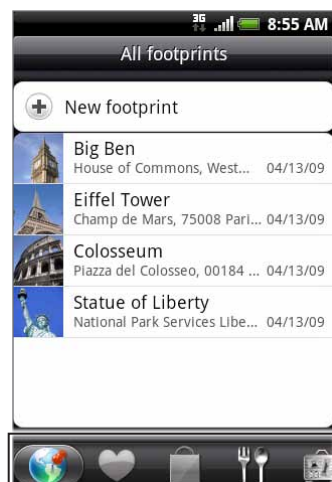 3G 8:55 AM
All footprints
New footprint
Big Ben
House of Commons, West... 04/13/09
Eiffel Tower
Champ de Mars, 75008 Pari... 04/13/09
Colosseum
Piazza del Colosseo, 00184 ... 04/13/09
Statue of Liberty
National Park Services Libe... 04/13/09